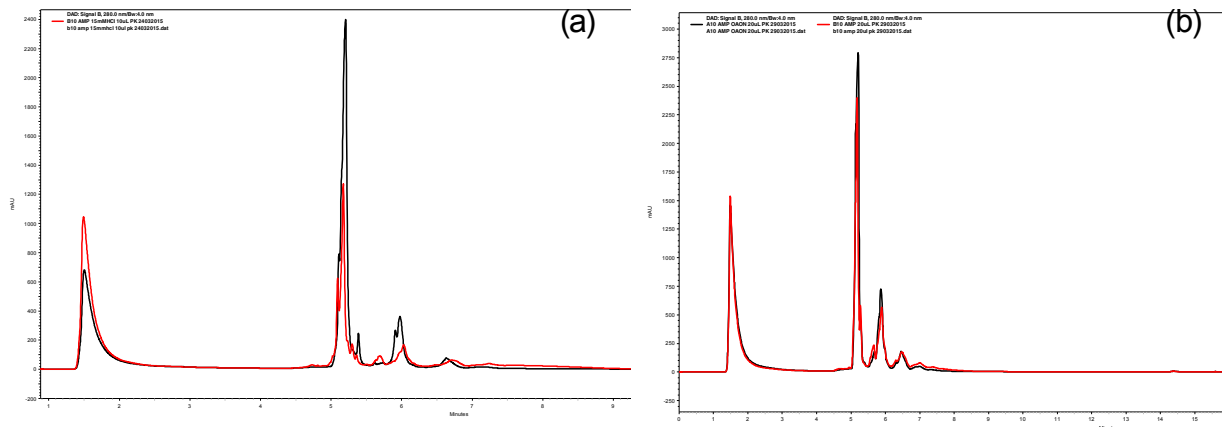 DAD: Signal B, 280.0 nm/Bw:4.0 nm
B10 AMP 15mMHCl 10uL PK 24032015
b10 amp 15mmhcl 10ul pk 24032015.dat
(a)
2400
2200
2000
1800
1600
1400
1200
1000
800
600
400
200
0
-200
mAU
1 2 3 4 5 6 7 8 9
Minutes
DAD: Signal B, 280.0 nm/Bw:4.0 nm
A10 AMP OAON 20uL PK 29032015
A10 AMP OAON 20uL PK 29032015.dat
DAD: Signal B, 280.0 nm/Bw:4.0 nm
B10 AMP 20uL PK 29032015
b10 amp 20ul pk 29032015.dat
(b)
3000
2750
2500
2250
2000
1750
1500
1250
1000
750
500
250
0
-250
mAU
0 1 2 3 4 5 6 7 8 9 10 11 12 13 14 15